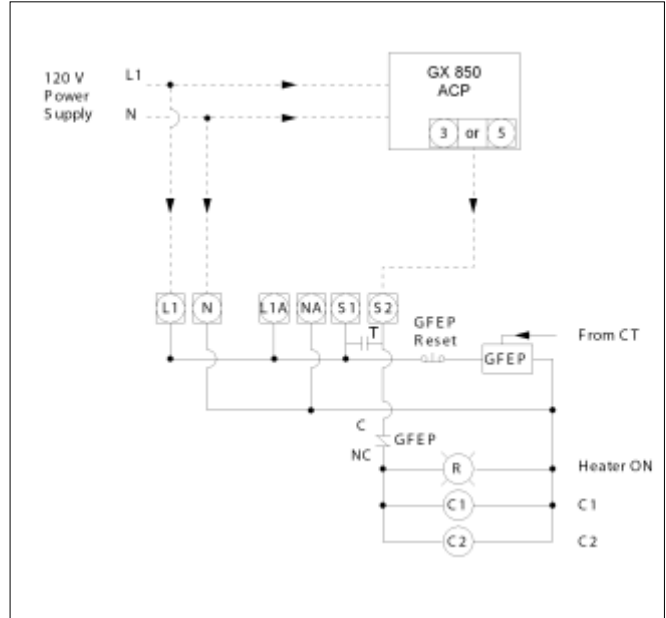 120 V
Power
Supply
L1
N
GX 850
ACP
3 or 5
L1 N L1A NA S1 S2
T
GFEP
Reset
From CT
GFEP
C
GFEP
NC
R
Heater ON
C1
C1
C2
C2